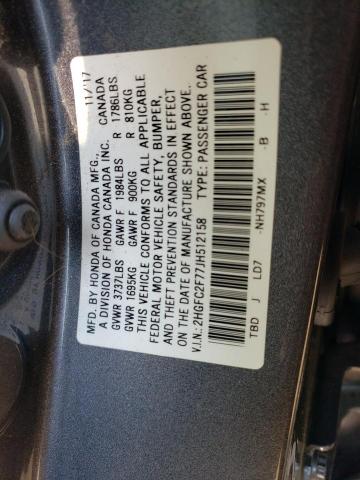 MFD. BY HONDA OF CANADA MFG., 11/17
A DIVISION OF HONDA CANADA INC. CANADA
GVWR 3737LBS GAWR F 1984LBS R 1786LBS
GVWR 1695KG GAWR F 900KG R 810KG
THIS VEHICLE CONFORMS TO ALL APPLICABLE
FEDERAL MOTOR VEHICLE SAFETY, BUMPER,
AND THEFT PREVENTION STANDARDS IN EFFECT
ON THE DATE OF MANUFACTURE SHOWN ABOVE.
V.I.N.: 2HGFC2F77JH512158 TYPE: PASSENGER CAR
TBD J LD7 -NH797MX -B -H